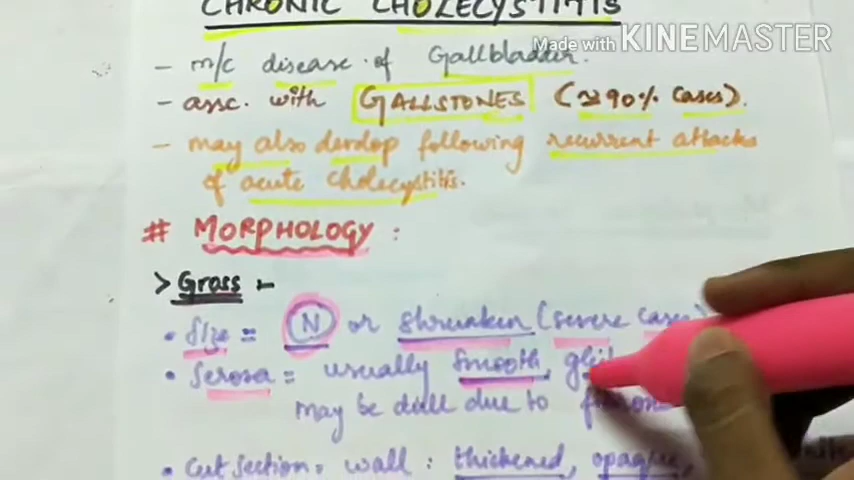 CHRONIC CHOLECYSTITIS
Made with KINEMASTER
- m/c disease of Gallbladder.
- assc. with GALLSTONES (≈90% cases).
- may also develop following recurrent attacks
of acute cholecystitis.
# MORPHOLOGY :
> Gross -
• Size = N or shrunken (severe cases)
• Serosa = usually smooth,
may be dull due to
• Cut section = wall : thickened, opaque,